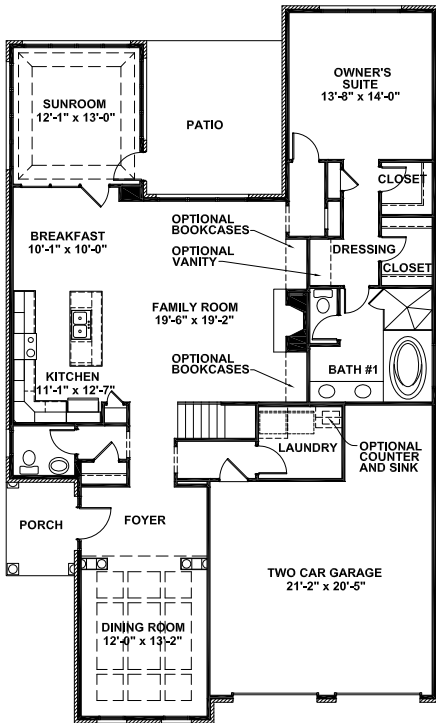 OWNER'S
SUITE
13'-8" x 14'-0"
SUNROOM
12'-1" x 13'-0"
PATIO
CLOSET
OPTIONAL
BOOKCASES
BREAKFAST
10'-1" x 10'-0"
OPTIONAL
VANITY
DRESSING
CLOSET
FAMILY ROOM
19'-6" x 19'-2"
OPTIONAL
BOOKCASES
KITCHEN
11'-1" x 12'-7"
BATH #1
LAUNDRY
OPTIONAL
COUNTER
AND SINK
PORCH
FOYER
TWO CAR GARAGE
21'-2" x 20'-5"
DINING ROOM
12'-0" x 13'-2"